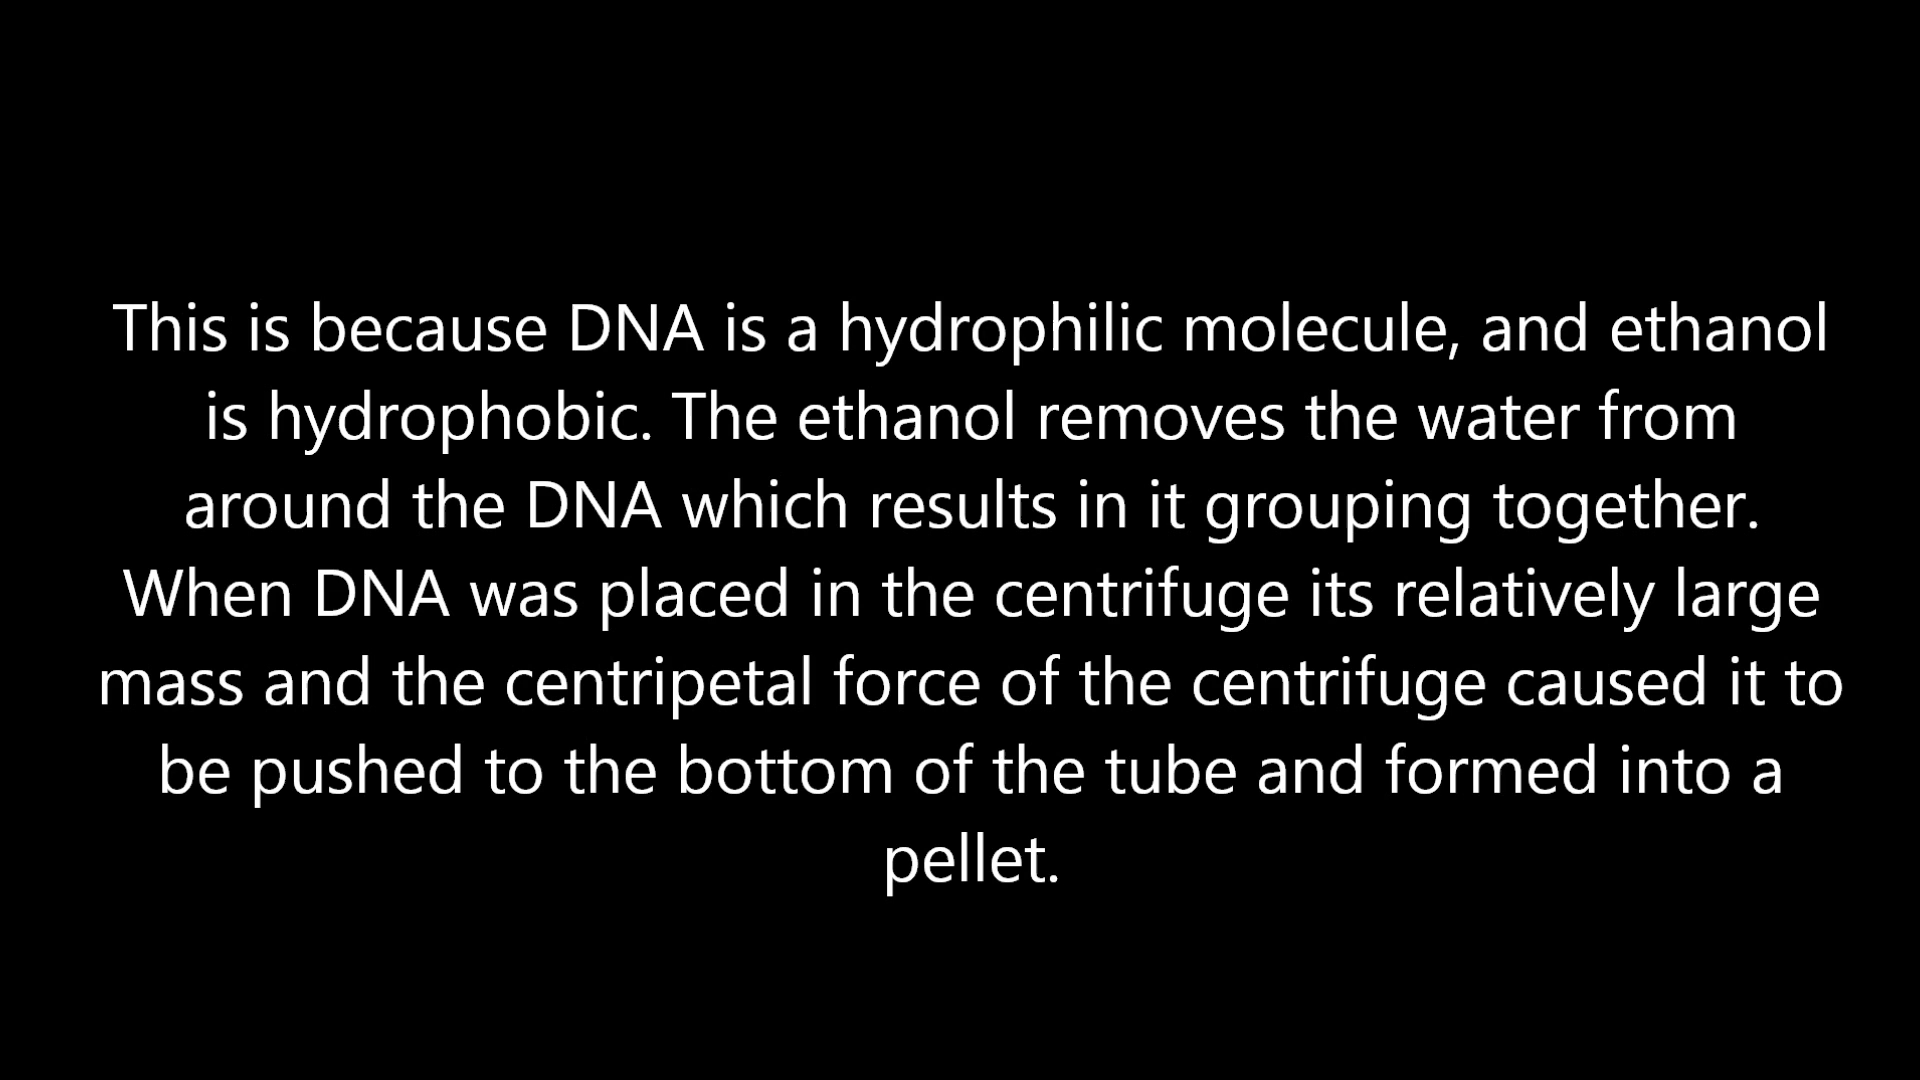 This is because DNA is a hydrophilic molecule, and ethanol
is hydrophobic. The ethanol removes the water from
around the DNA which results in it grouping together.
When DNA was placed in the centrifuge its relatively large
mass and the centripetal force of the centrifuge caused it to
be pushed to the bottom of the tube and formed into a
pellet.